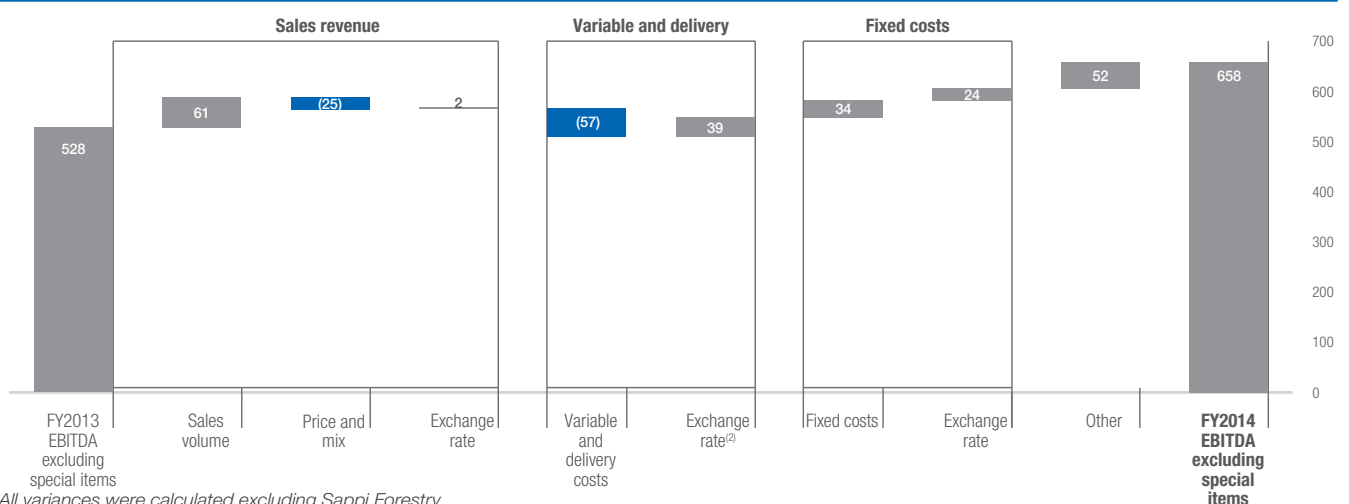 Sales revenue
Variable and delivery
Fixed costs
700
600
500
400
300
200
100
0
528
61
(25)
2
(57)
39
34
24
52
658
FY2013
EBITDA
excluding
special items
Sales
volume
Price and
mix
Exchange
rate
Variable
and
delivery
costs
Exchange
rate(2)
Fixed costs
Exchange
rate
Other
FY2014
EBITDA
excluding
special
items
All variances were calculated excluding Sappi Forestry